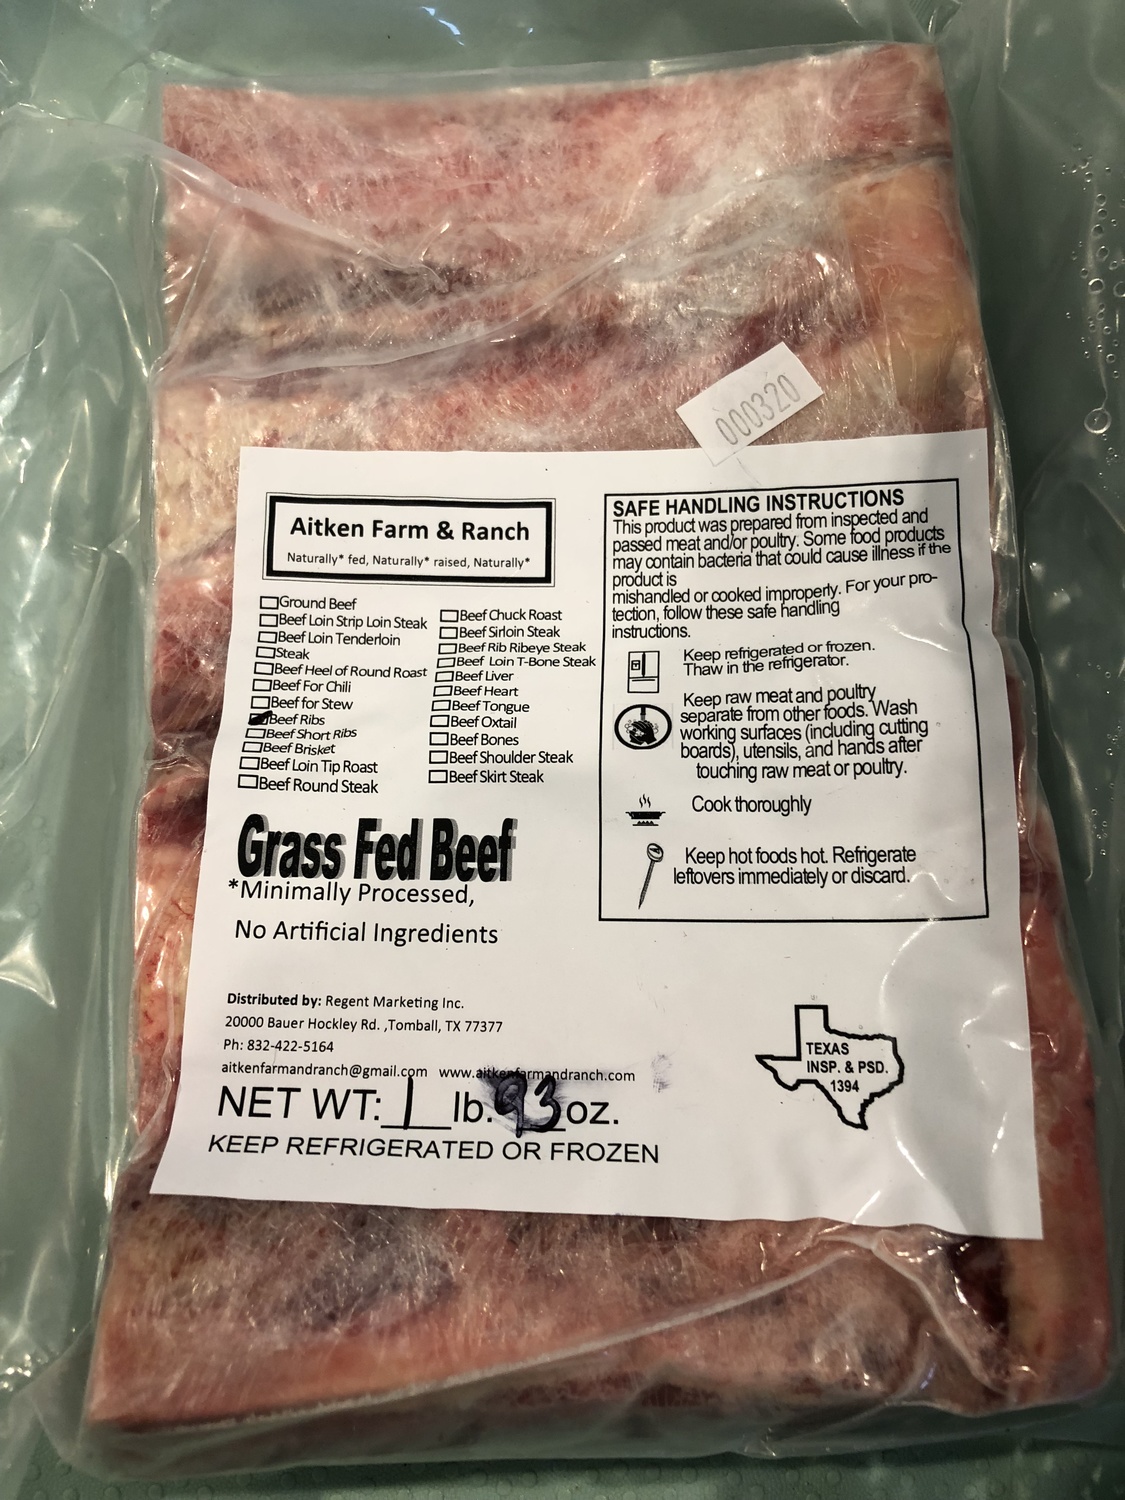 000320
Aitken Farm & Ranch
Naturally* fed, Naturally* raised, Naturally*
Ground Beef
Beef Loin Strip Loin Steak
Beef Loin Tenderloin
Steak
Beef Heel of Round Roast
Beef For Chili
Beef for Stew
Beef Ribs
Beef Short Ribs
Beef Brisket
Beef Loin Tip Roast
Beef Round Steak
Beef Chuck Roast
Beef Sirloin Steak
Beef Rib Ribeye Steak
Beef Loin T-Bone Steak
Beef Liver
Beef Heart
Beef Tongue
Beef Oxtail
Beef Bones
Beef Shoulder Steak
Beef Skirt Steak
Grass Fed Beef
*Minimally Processed,
No Artificial Ingredients
SAFE HANDLING INSTRUCTIONS
This product was prepared from inspected and
passed meat and/or poultry. Some food products
may contain bacteria that could cause illness if the
product is
mishandled or cooked improperly. For your pro-
tection, follow these safe handling
instructions.
Keep refrigerated or frozen.
Thaw in the refrigerator.
Keep raw meat and poultry
separate from other foods. Wash
working surfaces (including cutting
boards), utensils, and hands after
touching raw meat or poultry.
Cook thoroughly
Keep hot foods hot. Refrigerate
leftovers immediately or discard.
Distributed by: Regent Marketing Inc.
20000 Bauer Hockley Rd. ,Tomball, TX 77377
Ph: 832-422-5164
aitkenfarmandranch@gmail.com www.aitkenfarmandranch.com
NET WT: 1 lb. 93 oz.
KEEP REFRIGERATED OR FROZEN
TEXAS
INSP. & PSD.
1394